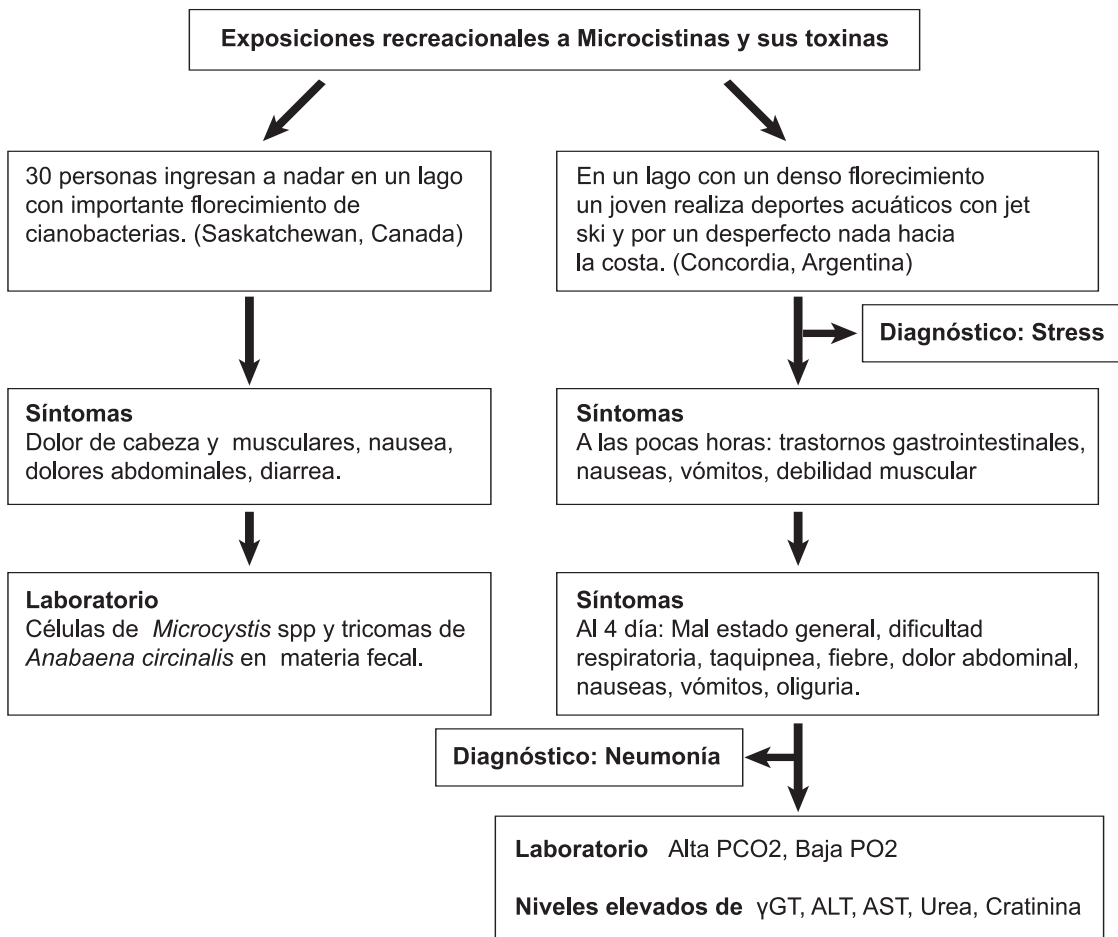 Exposiciones recreacionales a Microcistinas y sus toxinas
30 personas ingresan a nadar en un lago
con importante florecimiento de
cianobacterias. (Saskatchewan, Canada)
En un lago con un denso florecimiento
un joven realiza deportes acuáticos con jet
ski y por un desperfecto nada hacia
la costa. (Concordia, Argentina)
Diagnóstico: Stress
Síntomas
Dolor de cabeza y musculares, nausea,
dolores abdominales, diarrea.
Síntomas
A las pocas horas: trastornos gastrointestinales,
nauseas, vómitos, debilidad muscular
Laboratorio
Células de Microcystis spp y tricomas de
Anabaena circinalis en materia fecal.
Síntomas
Al 4 día: Mal estado general, dificultad
respiratoria, taquipnea, fiebre, dolor abdominal,
nauseas, vómitos, oliguria.
Diagnóstico: Neumonía
Laboratorio Alta PCO2, Baja PO2
Niveles elevados de γGT, ALT, AST, Urea, Cratinina